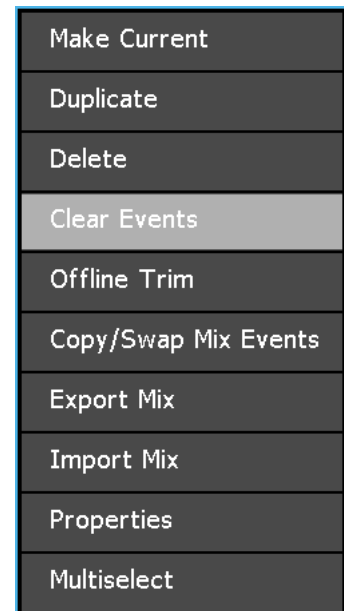 Make Current
Duplicate
Delete
Clear Events
Offline Trim
Copy/Swap Mix Events
Export Mix
Import Mix
Properties
Multiselect